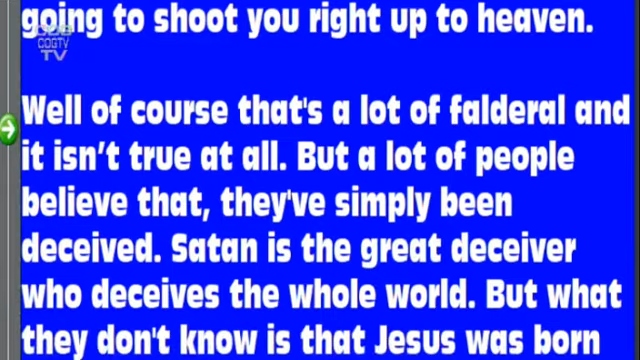 going to shoot you right up to heaven.
COGTV
TV
Well of course that's a lot of falderal and
it isn't true at all. But a lot of people
believe that, they've simply been
deceived. Satan is the great deceiver
who deceives the whole world. But what
they don't know is that Jesus was born